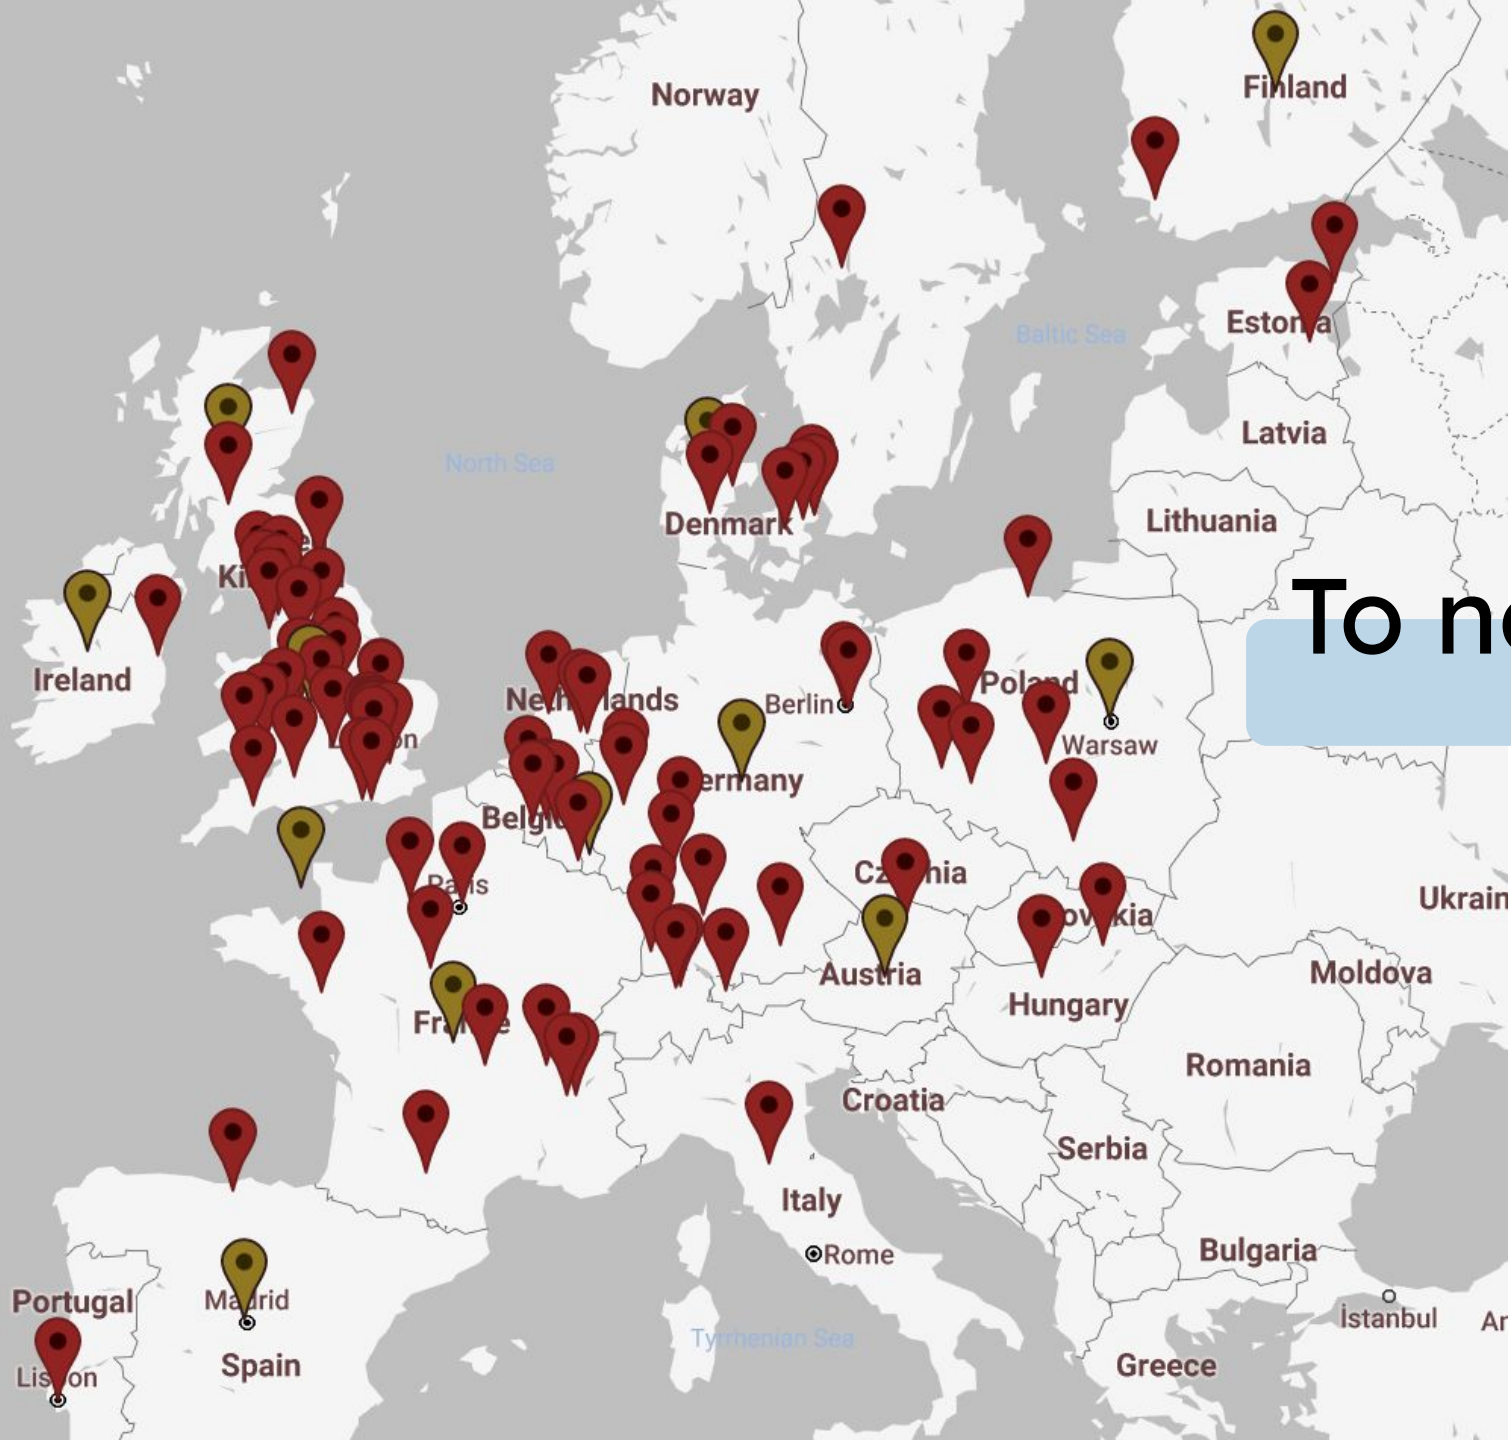 Norway
Finland
Estonia
Baltic Sea
Latvia
North Sea
Denmark
Lithuania
To n
Ireland
Netherlands
Berlin
Poland
Warsaw
Germany
Belgi
Paris
Czechia
Slovakia
Ukrain
Austria
Moldova
Hungary
France
Romania
Croatia
Serbia
Italy
Rome
Bulgaria
Madrid
Portugal
İstanbul
Tyrrhenian Sea
Lisbon
Spain
Greece